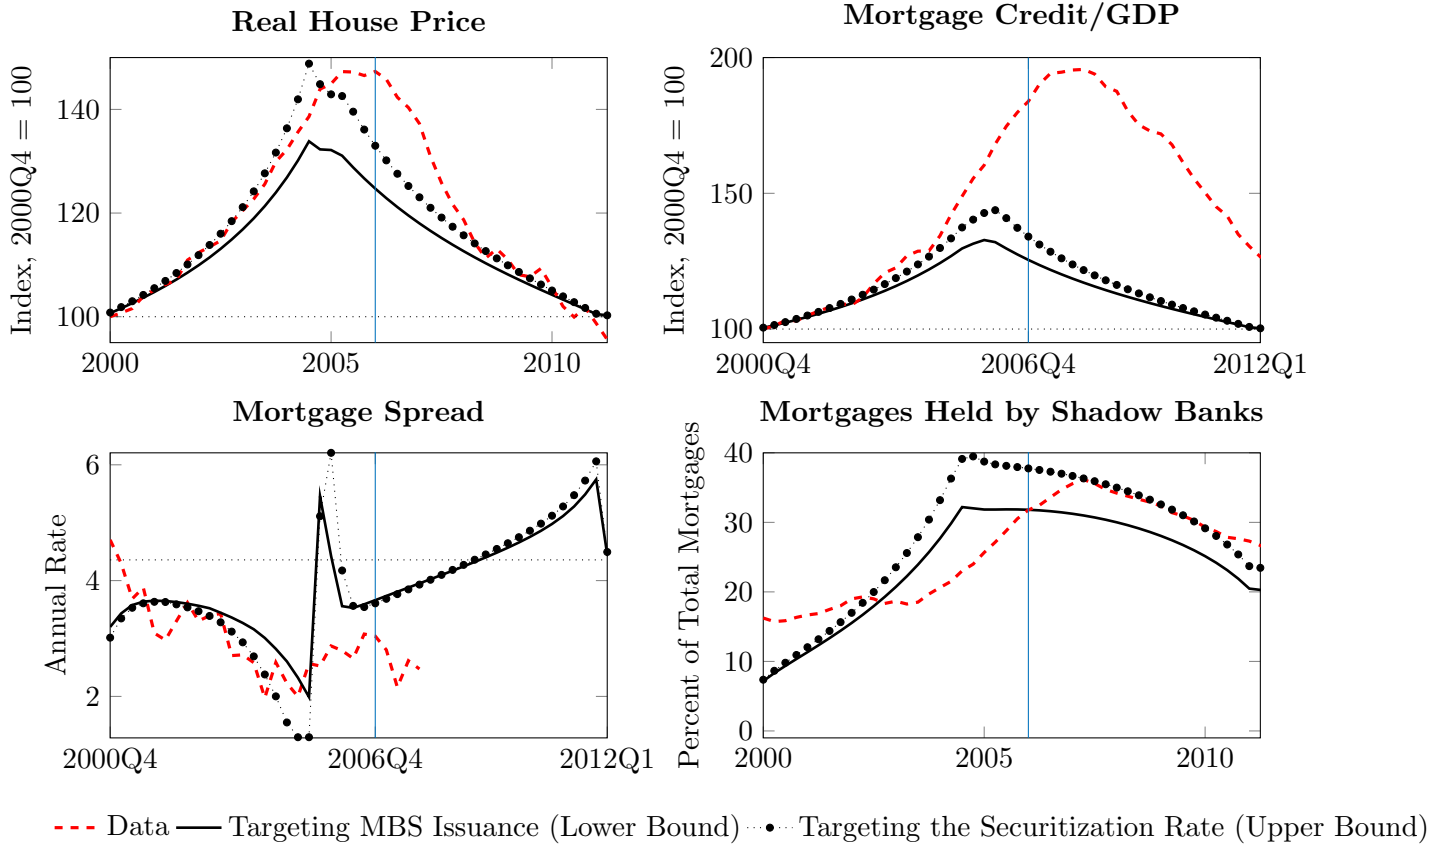 Real House Price
Mortgage Credit/GDP
Index, 2000Q4 = 100
140
120
100
2000
2005
2010
Index, 2000Q4 = 100
200
150
100
2000Q4
2006Q4
2012Q1
Mortgage Spread
Mortgages Held by Shadow Banks
Annual Rate
6
4
2
2000Q4
2006Q4
2012Q1
Percent of Total Mortgages
40
30
20
10
0
2000
2005
2010
Data Targeting MBS Issuance (Lower Bound) Targeting the Securitization Rate (Upper Bound)